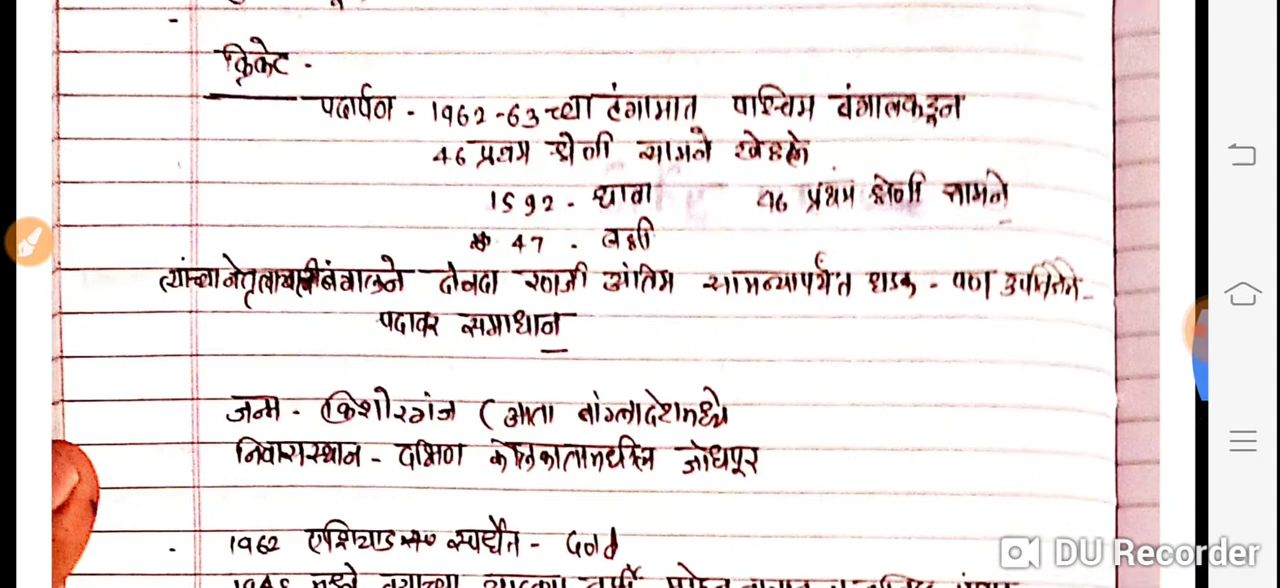 क्रिकेट -
पदार्पण - 1962-63 च्या हंगामात पश्चिम बंगालकडून
46 प्रथम श्रेणी सामने खेळले
1592 - धावा 46 प्रथम श्रेणी सामने
47 - बळी
त्यांच्या नेतृत्वाखाली बंगालने दोनदा रणजी अंतिम सामन्यापर्यंत धडक - पण उपविजेते-
पदावर समाधान
जन्म - किशोरगंज (आता बांग्लादेशमध्ये
निवासस्थान - दक्षिण कोलकातामधील जोधपूर
1962 एशियाड स्पर्धेत - Gold
DU Recorder